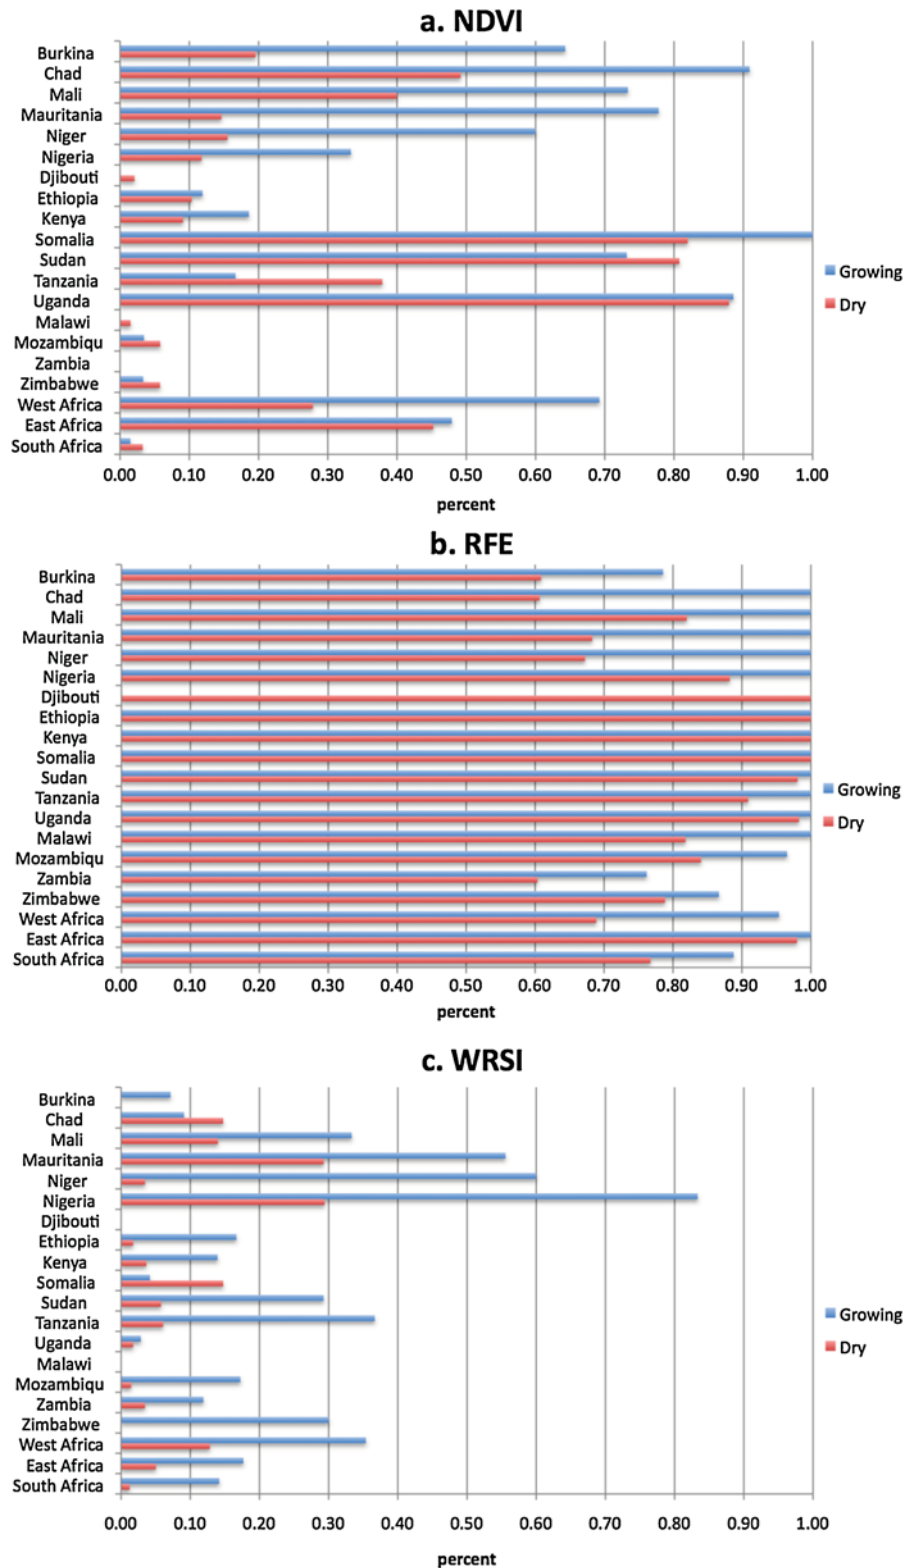 a. NDVI
Burkina
Chad
Mali
Mauritania
Niger
Nigeria
Djibouti
Ethiopia
Kenya
Somalia
Sudan
Tanzania
Uganda
Malawi
Mozambiqu
Zambia
Zimbabwe
West Africa
East Africa
South Africa
Growing
Dry
0.00 0.10 0.20 0.30 0.40 0.50 0.60 0.70 0.80 0.90 1.00
percent
b. RFE
Burkina
Chad
Mali
Mauritania
Niger
Nigeria
Djibouti
Ethiopia
Kenya
Somalia
Sudan
Tanzania
Uganda
Malawi
Mozambiqu
Zambia
Zimbabwe
West Africa
East Africa
South Africa
Growing
Dry
0.00 0.10 0.20 0.30 0.40 0.50 0.60 0.70 0.80 0.90 1.00
percent
c. WRSI
Burkina
Chad
Mali
Mauritania
Niger
Nigeria
Djibouti
Ethiopia
Kenya
Somalia
Sudan
Tanzania
Uganda
Malawi
Mozambiqu
Zambia
Zimbabwe
West Africa
East Africa
South Africa
Growing
Dry
0.00 0.10 0.20 0.30 0.40 0.50 0.60 0.70 0.80 0.90 1.00
percent